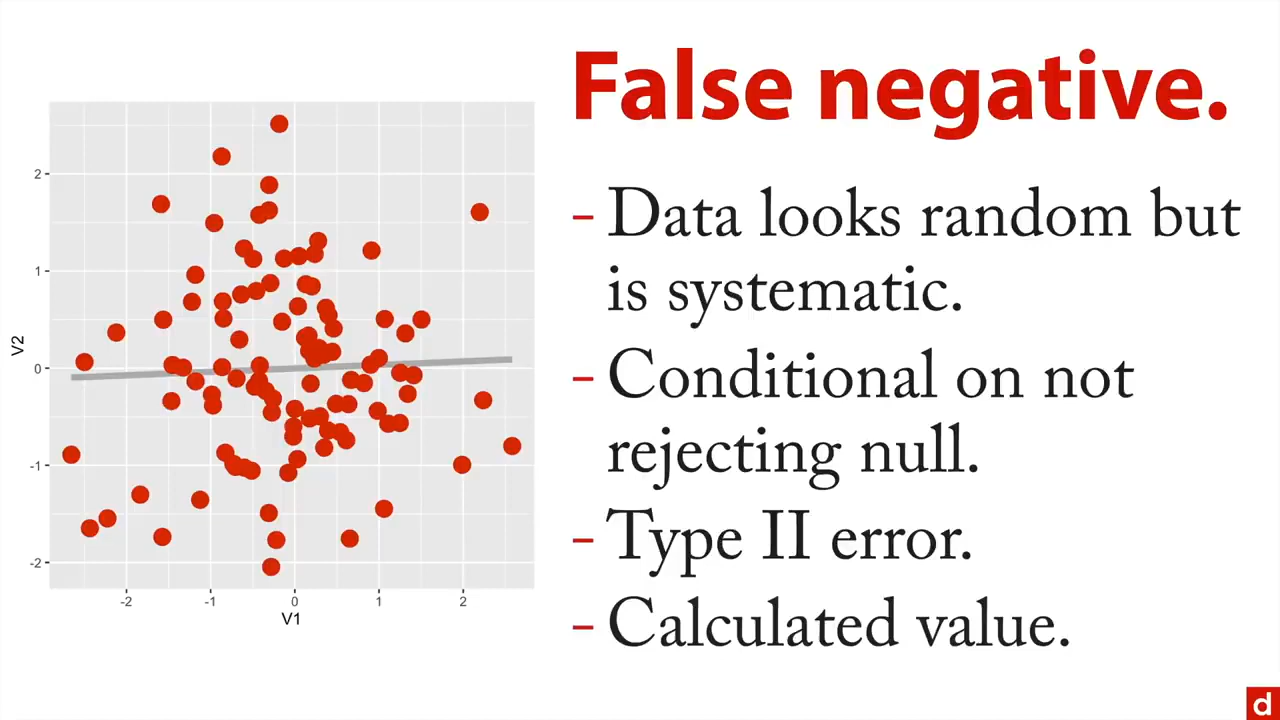 False negative.
– Data looks random but
is systematic.
– Conditional on not
rejecting null.
– Type II error.
– Calculated value.
V2
2
1
0
-1
-2
-2 -1 0 1 2
V1
d